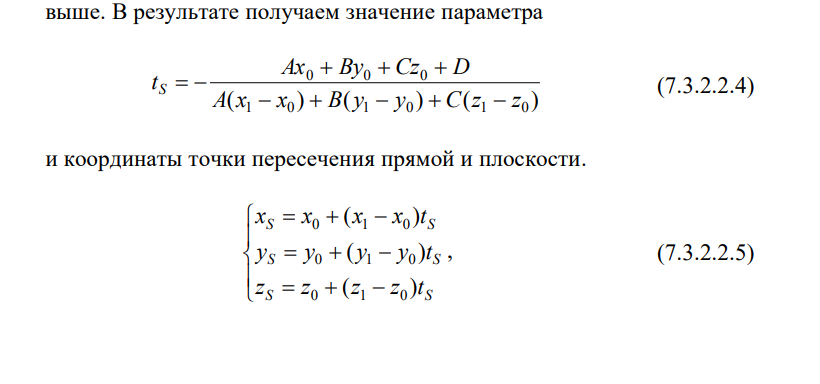 выше. В результате получаем значение параметра
t_S = − (Ax_0 + By_0 + Cz_0 + D) / (A(x_1 − x_0) + B(y_1 − y_0) + C(z_1 − z_0)) (7.3.2.2.4)
и координаты точки пересечения прямой и плоскости.
x_S = x_0 + (x_1 − x_0)t_S
y_S = y_0 + (y_1 − y_0)t_S , (7.3.2.2.5)
z_S = z_0 + (z_1 − z_0)t_S